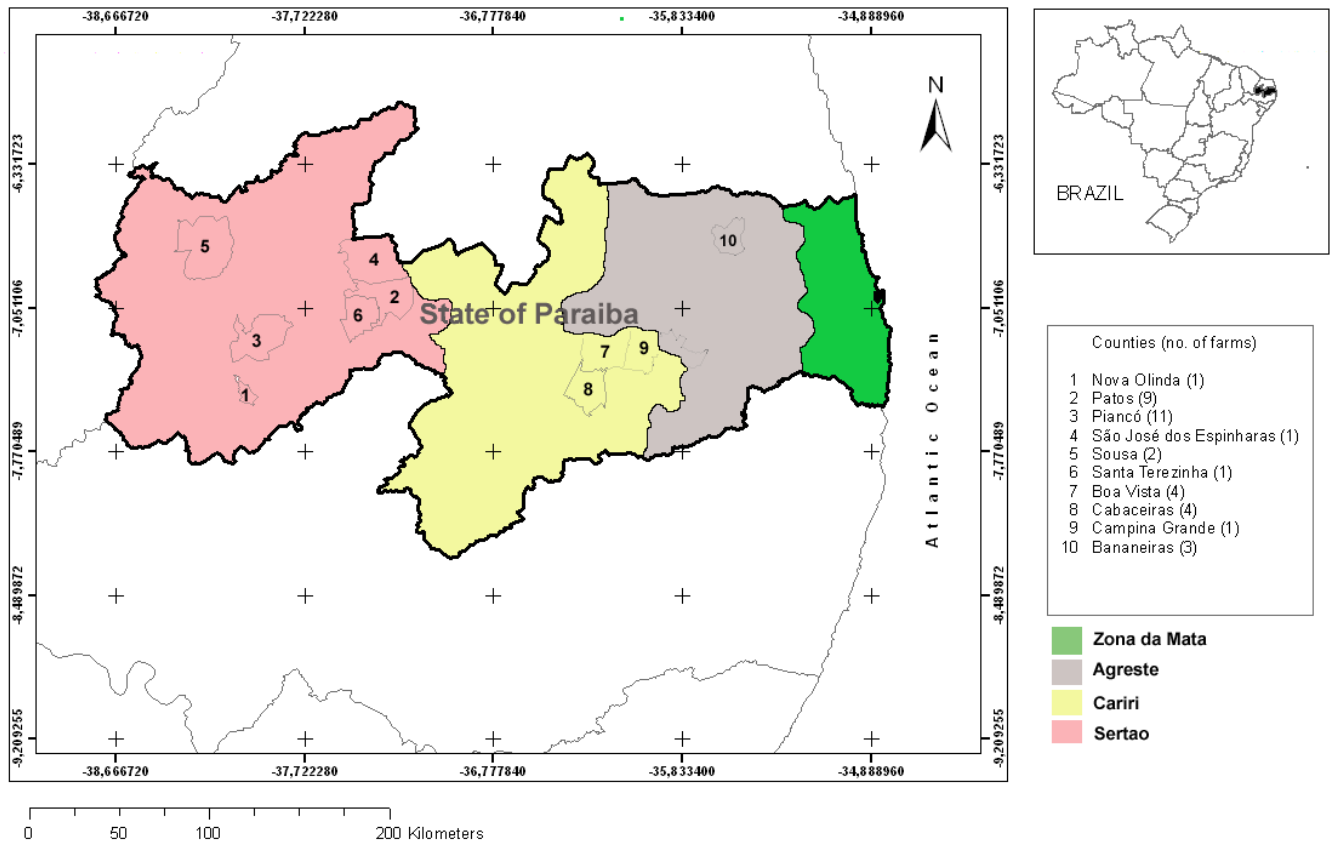 -38,666720 -37,722280 -36,777840 -35,833400 -34,888960
-6,331723 -6,331723
-7,051106 -7,051106
-7,770489 -7,770489
-8,489872 -8,489872
-9,209255 -9,209255
N
5
4
10
2
6
State of Paraiba
3
7
9
8
1
Atlantic Ocean
-38,666720 -37,722280 -36,777840 -35,833400 -34,888960
0 50 100 200 Kilometers
BRAZIL
Counties (no. of farms)
1 Nova Olinda (1)
2 Patos (9)
3 Piancó (11)
4 São José dos Espinharas (1)
5 Sousa (2)
6 Santa Terezinha (1)
7 Boa Vista (4)
8 Cabaceiras (4)
9 Campina Grande (1)
10 Bananeiras (3)
Zona da Mata
Agreste
Cariri
Sertao